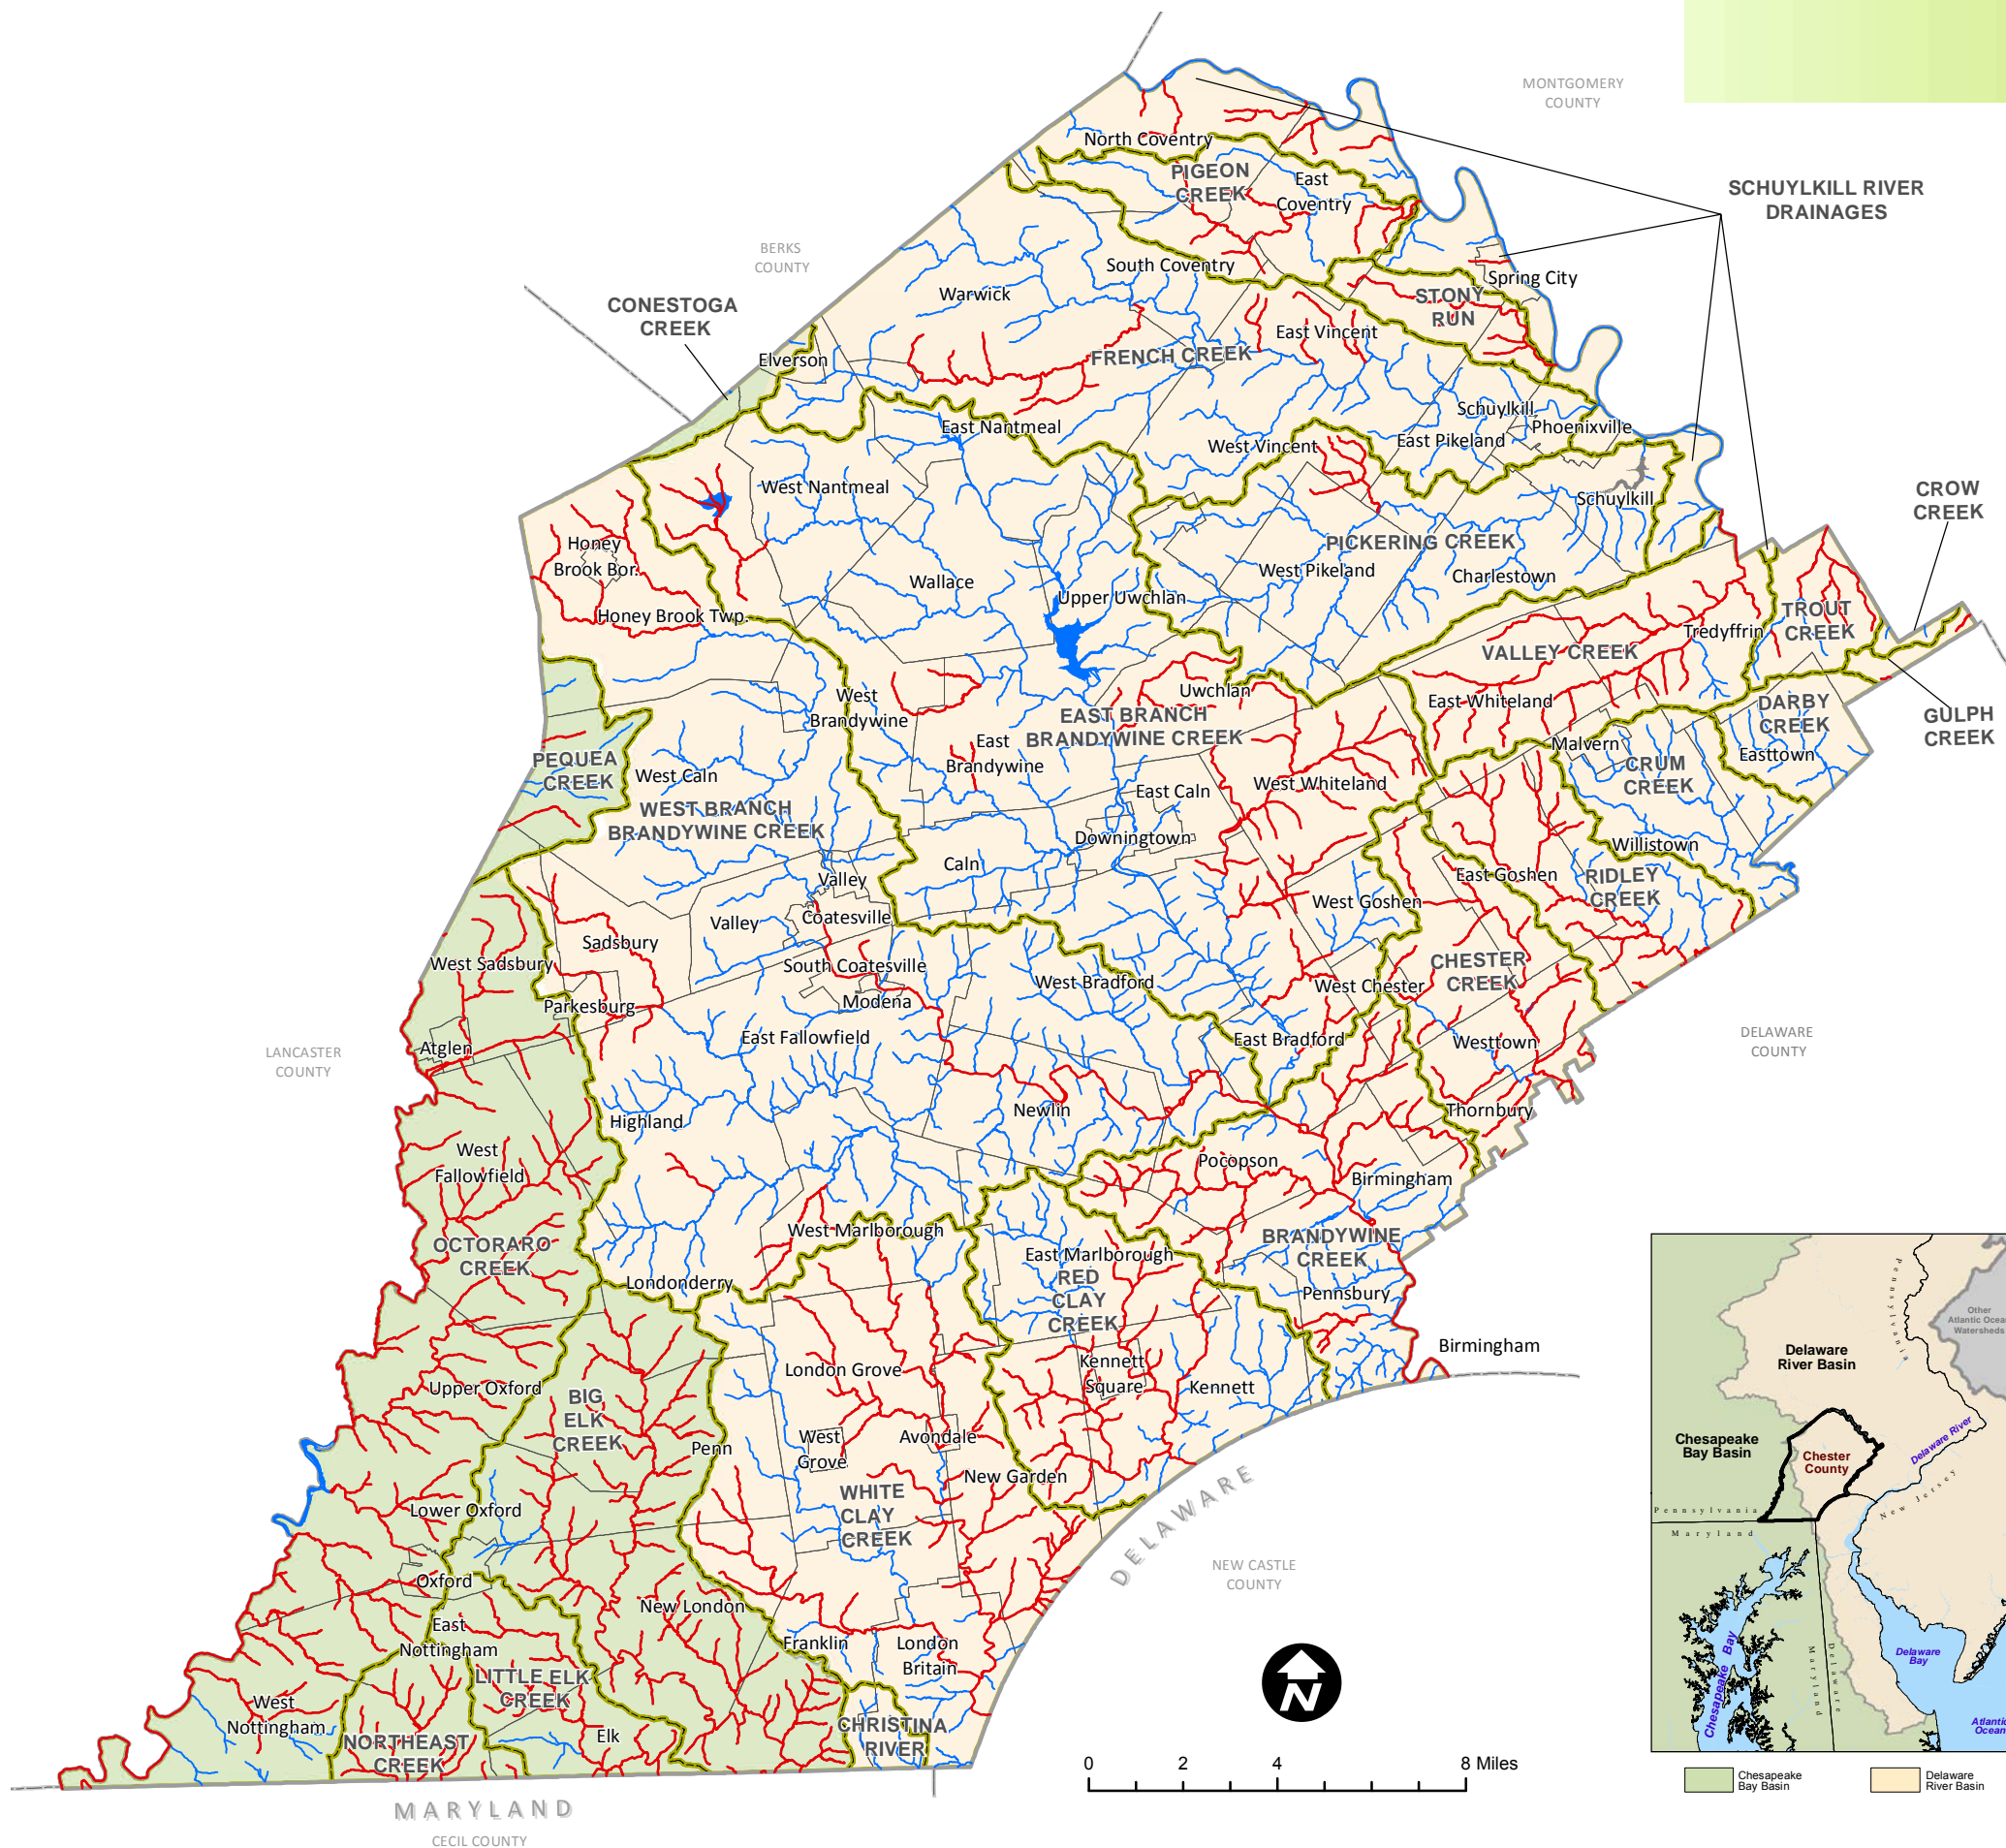 MONTGOMERY
COUNTY
North Coventry
PIGEON
CREEK
East
Coventry
SCHUYLKILL RIVER
DRAINAGES
BERKS
COUNTY
South Coventry
Spring City
Warwick
STONY
RUN
CONESTOGA
CREEK
East Vincent
Elverson
FRENCH CREEK
Schuylkill
East Nantmeal
Phoenixville
West Vincent
East Pikeland
West Nantmeal
Schuylkill
CROW
CREEK
Honey
Brook Bor.
PICKERING CREEK
West Pikeland
Charlestown
Wallace
Upper Uwchlan
Honey Brook Twp.
TROUT
CREEK
Tredyffrin
VALLEY CREEK
West
Brandywine
Uwchlan
East Whiteland
DARBY
CREEK
GULPH
CREEK
EAST BRANCH
BRANDYWINE CREEK
East
Brandywine
Malvern
Easttown
PEQUEA
CREEK
West Caln
CRUM
CREEK
West Whiteland
East Caln
WEST BRANCH
BRANDYWINE CREEK
Downingtown
Willistown
Caln
Valley
East Goshen
RIDLEY
CREEK
West Goshen
Valley
Coatesville
Sadsbury
West Sadsbury
South Coatesville
CHESTER
CREEK
West Bradford
West Chester
Modena
Parkesburg
East Fallowfield
East Bradford
Westtown
Atglen
LANCASTER
COUNTY
DELAWARE
COUNTY
Newlin
Thornbury
Highland
West
Fallowfield
Pocopson
Birmingham
West Marlborough
OCTORARO
CREEK
East Marlborough
BRANDYWINE
CREEK
RED
CLAY
CREEK
Londonderry
Pennsbury
Birmingham
London Grove
Kennett
Square
Kennett
Upper Oxford
BIG
ELK
CREEK
Penn
West
Grove
Avondale
New Garden
WHITE
CLAY
CREEK
Lower Oxford
DELAWARE
NEW CASTLE
COUNTY
Oxford
New London
East
Nottingham
Franklin
London
Britain
LITTLE ELK
CREEK
West
Nottingham
Elk
NORTHEAST
CREEK
CHRISTINA
RIVER
N
0 2 4 8 Miles
MARYLAND
CECIL COUNTY
Pennsylvania
Other
Atlantic Ocean
Watersheds
Delaware
River Basin
Chesapeake
Bay Basin
Chester
County
Delaware River
New Jersey
Pennsylvania
Maryland
Chesapeake Bay
Maryland
Delaware
Delaware
Bay
Atlantic
Ocean
Chesapeake
Bay Basin
Delaware
River Basin